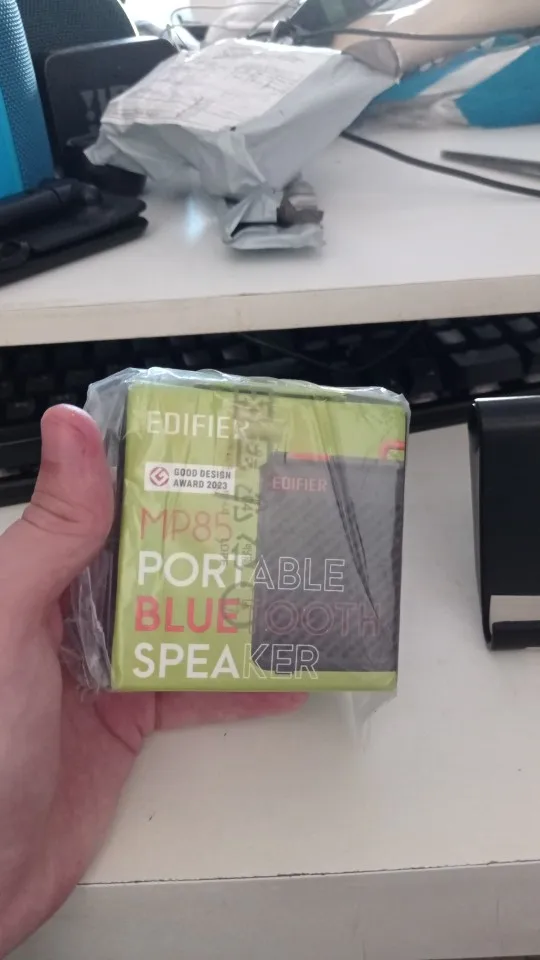 EDIFIER
GOOD DESIGN
AWARD 2023
EDIFIER
MP85
PORTABLE
BLUETOOTH
SPEAKER